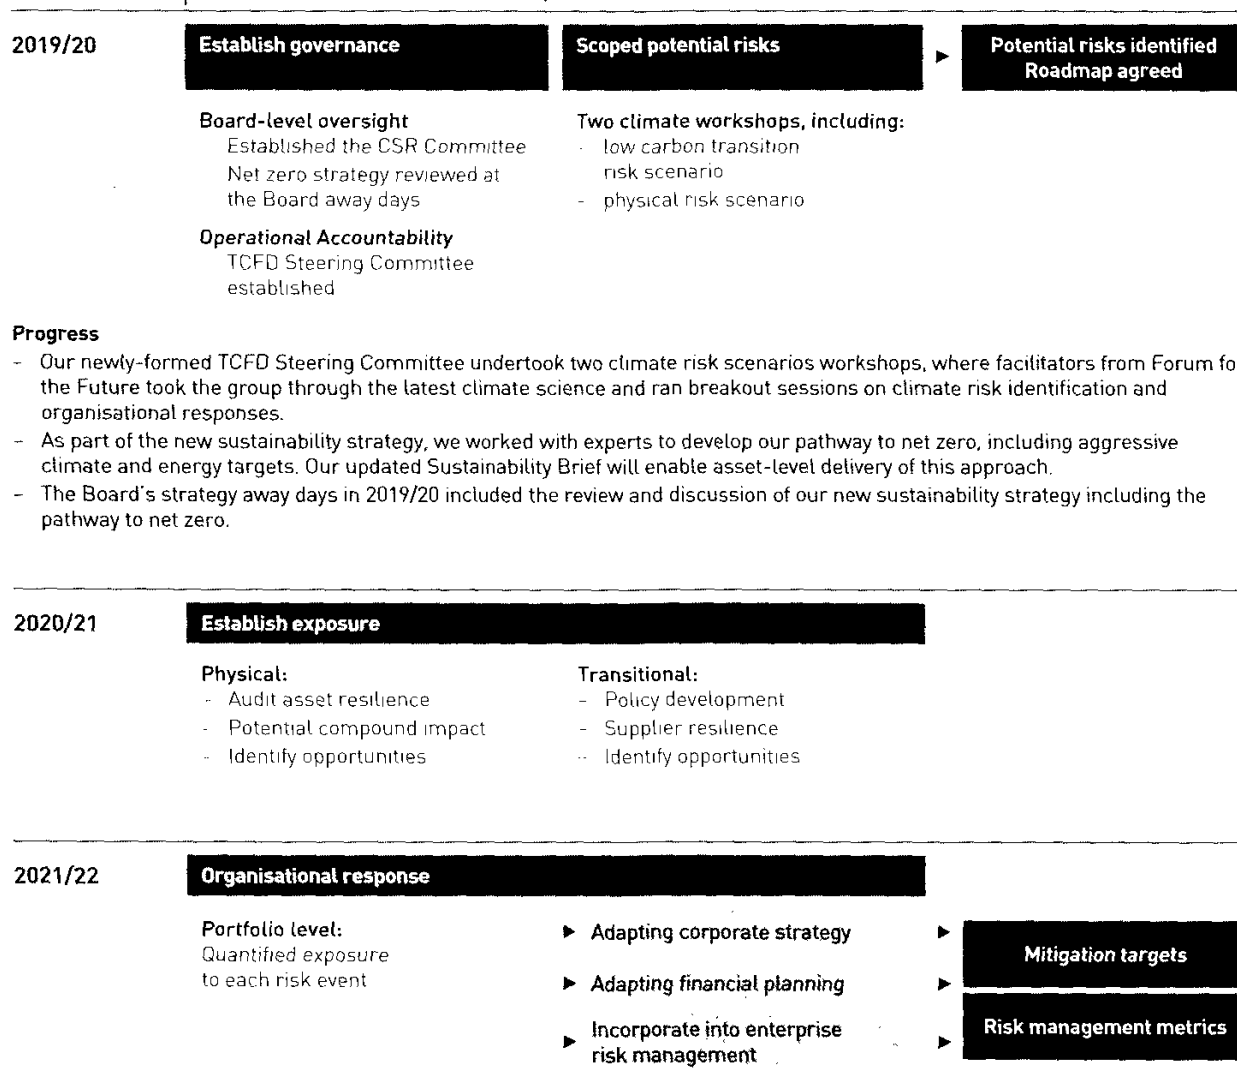 2019/20
Establish governance
Scoped potential risks
Potential risks identified
Roadmap agreed
Board-level oversight
Established the CSR Committee
Net zero strategy reviewed at
the Board away days
Operational Accountability
TCFD Steering Committee
established
Two climate workshops, including:
- low carbon transition
risk scenario
- physical risk scenario
Progress
- Our newly-formed TCFD Steering Committee undertook two climate risk scenarios workshops, where facilitators from Forum fo
the Future took the group through the latest climate science and ran breakout sessions on climate risk identification and
organisational responses.
- As part of the new sustainability strategy, we worked with experts to develop our pathway to net zero, including aggressive
climate and energy targets. Our updated Sustainability Brief will enable asset-level delivery of this approach.
- The Board's strategy away days in 2019/20 included the review and discussion of our new sustainability strategy including the
pathway to net zero.
2020/21
Establish exposure
Physical:
- Audit asset resilience
- Potential compound impact
- Identify opportunities
Transitional:
- Policy development
- Supplier resilience
- Identify opportunities
2021/22
Organisational response
Portfolio level:
Quantified exposure
to each risk event
Adapting corporate strategy
Adapting financial planning
Incorporate into enterprise
risk management
Mitigation targets
Risk management metrics